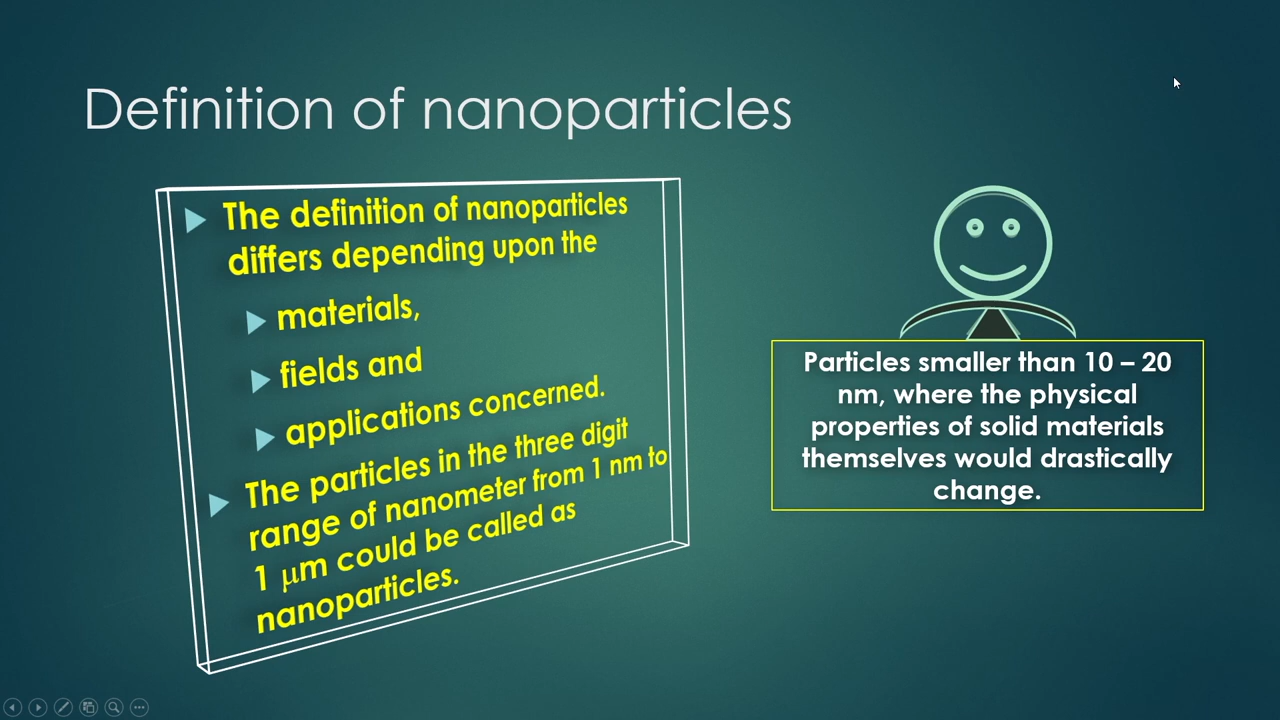 Definition of nanoparticles
The definition of nanoparticles
differs depending upon the
materials,
fields and
applications concerned.
The particles in the three digit
range of nanometer from 1 nm to
1 μm could be called as
nanoparticles.
Particles smaller than 10 – 20
nm, where the physical
properties of solid materials
themselves would drastically
change.